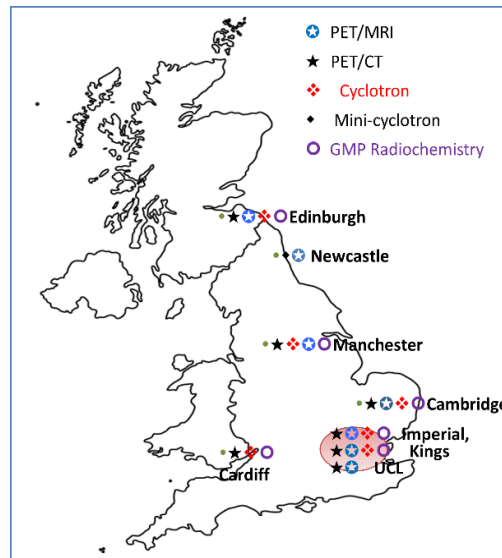 PET/MRI
PET/CT
Cyclotron
Mini-cyclotron
GMP Radiochemistry
Edinburgh
Newcastle
Manchester
Cambridge
Imperial,
Kings
UCL
Cardiff